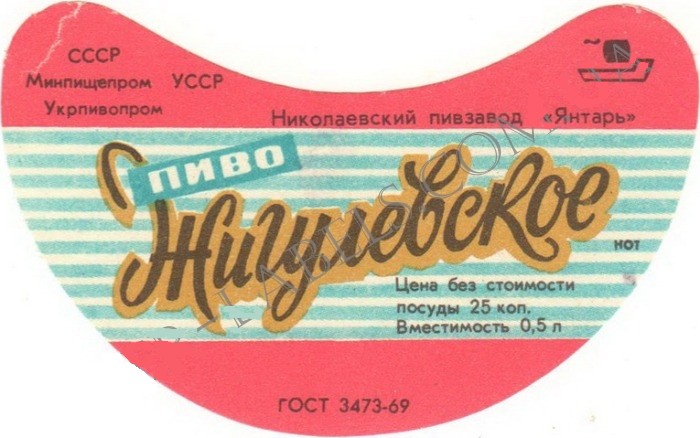 СССР
Минпищепром УССР
Укрпивопром
Николаевский пивзавод «Янтарь»
пиво
Жигулевское
нот
Цена без стоимости
посуды 25 коп.
Вместимость 0,5 л
ГОСТ 3473-69